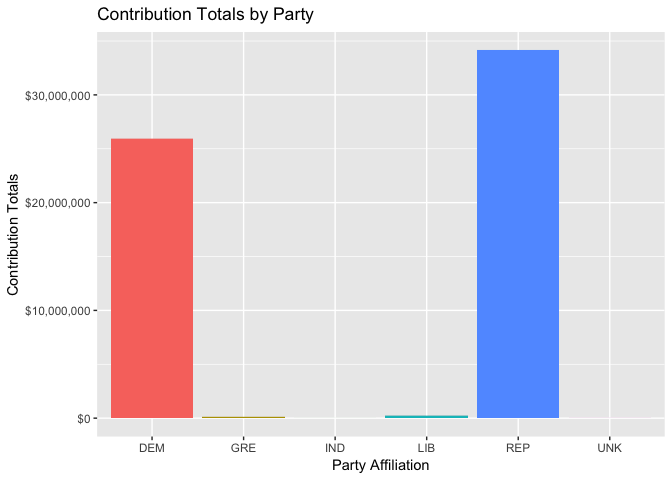 Contribution Totals by Party
Contribution Totals
$30,000,000
$20,000,000
$10,000,000
$0
DEM
GRE
IND
LIB
REP
UNK
Party Affiliation